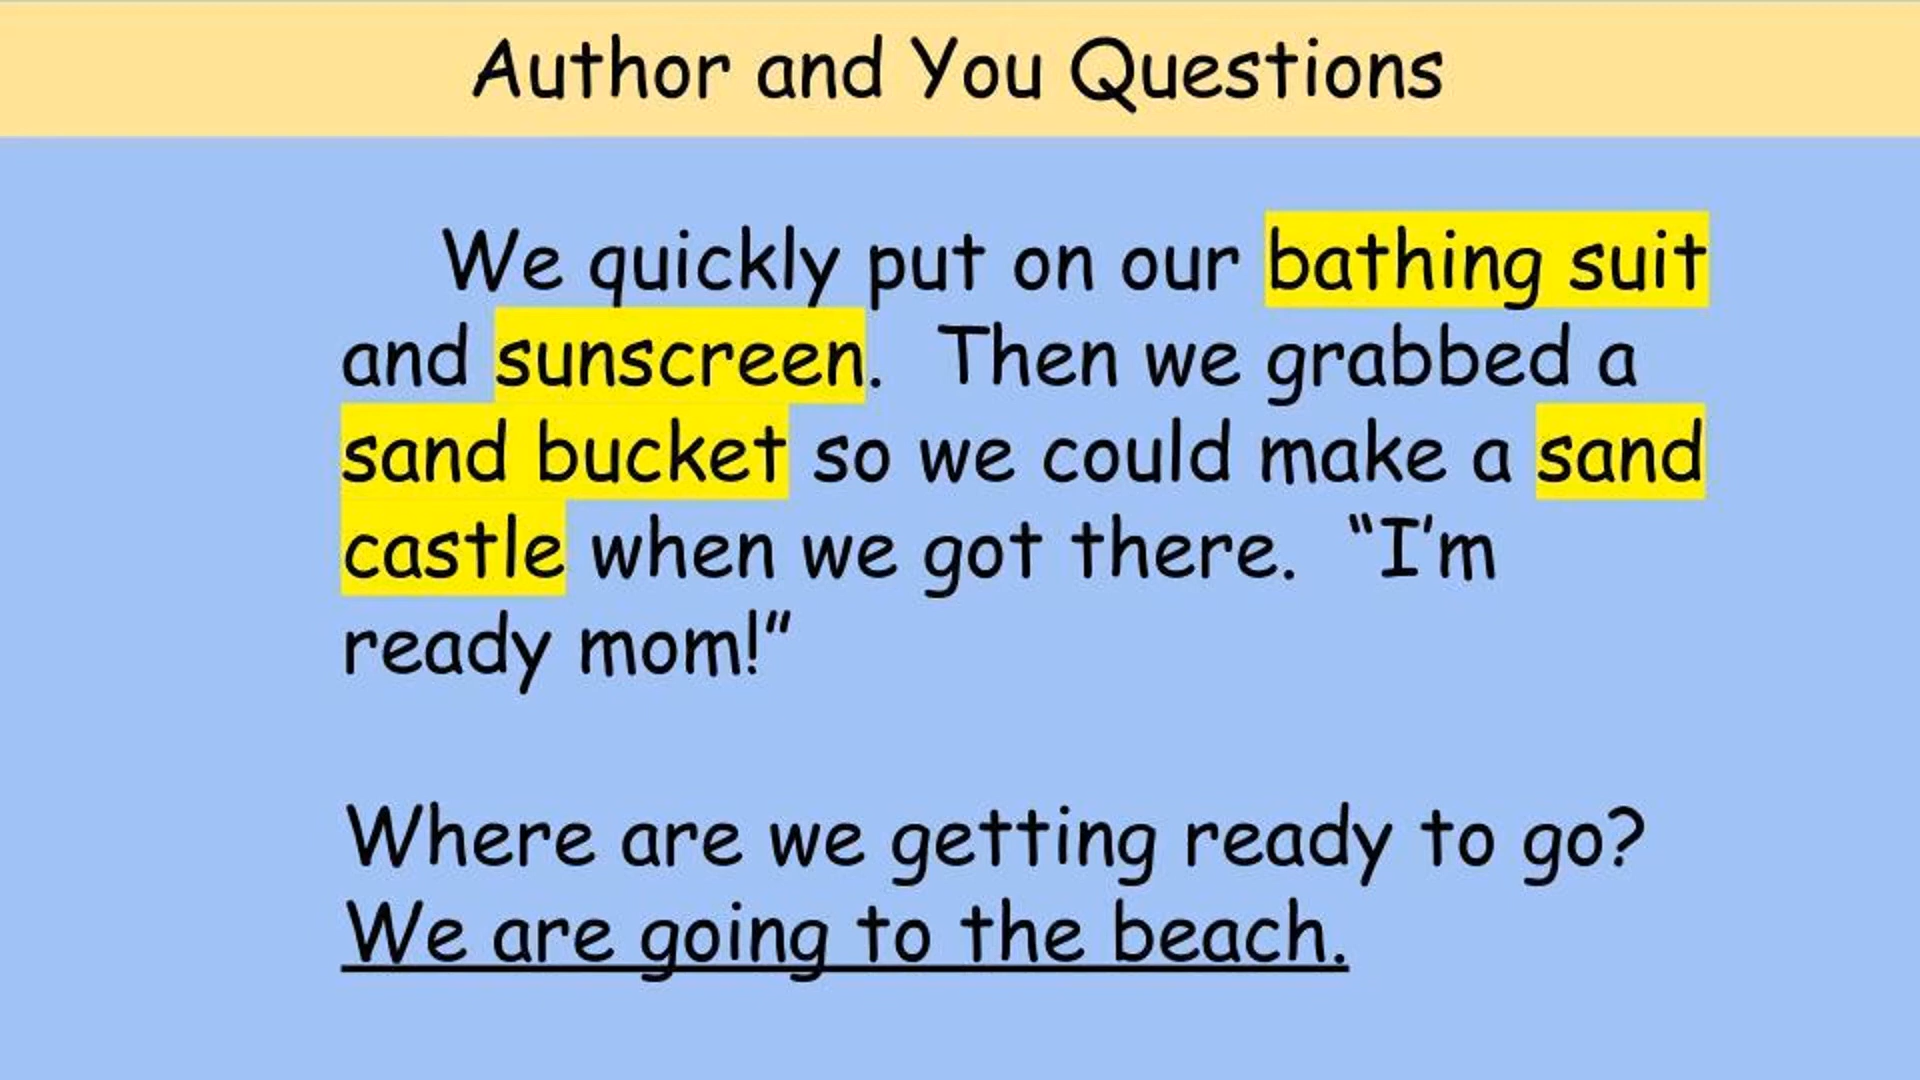 Author and You Questions
We quickly put on our bathing suit
and sunscreen.  Then we grabbed a
sand bucket so we could make a sand
castle when we got there.  “I’m
ready mom!”
Where are we getting ready to go?
We are going to the beach.